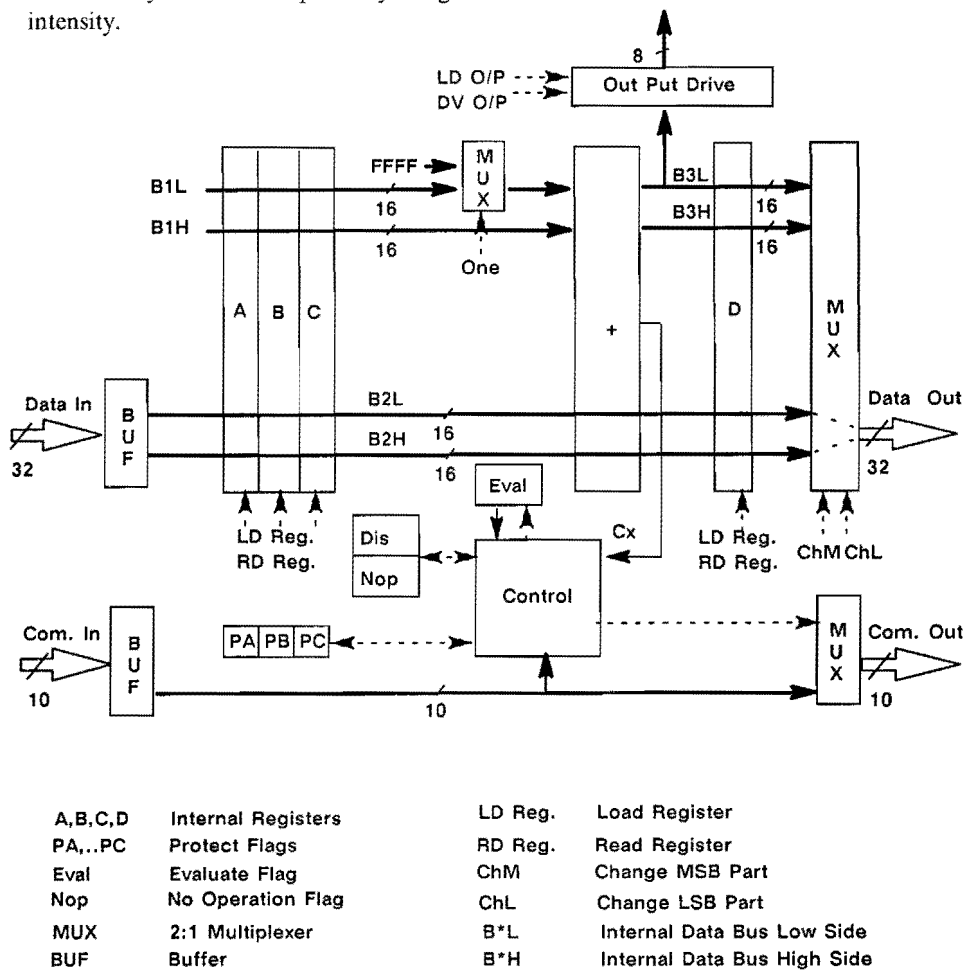 intensity.
8
LD O/P
DV O/P
Out Put Drive
FFFF
MUX
B1L
16
B3L
16
B1H
16
B3H
16
One
A B C
+
D
MUX
Data In
32
BUF
B2L
16
B2H
16
Data Out
32
Eval
LD Reg.
RD Reg.
Dis
Nop
Cx
LD Reg.
RD Reg.
ChM ChL
Control
Com. In
10
BUF
PA PB PC
10
MUX
Com. Out
10
A,B,C,D Internal Registers
PA,..PC Protect Flags
Eval Evaluate Flag
Nop No Operation Flag
MUX 2:1 Multiplexer
BUF Buffer
LD Reg. Load Register
RD Reg. Read Register
ChM Change MSB Part
ChL Change LSB Part
B*L Internal Data Bus Low Side
B*H Internal Data Bus High Side